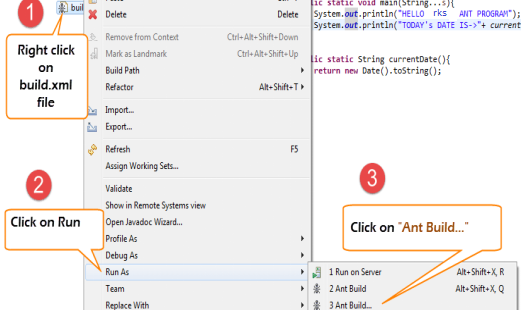 1
buil
Right click
on
build.xml
file
Delete Delete
Remove from Context Ctrl+Alt+Shift+Down
Mark as Landmark Ctrl+Alt+Shift+Up
Build Path
Refactor Alt+Shift+T
Import...
Export...
Refresh F5
Assign Working Sets...
Validate
Show in Remote Systems view
Open Javadoc Wizard...
Profile As
Debug As
Run As
Team
Replace With
2
Click on Run
lic static void main(String...s){
System.out.println("HELLO rks ANT PROGRAM");
System.out.println("TODAY's DATE IS->"+ current
lic static String currentDate(){
return new Date().toString();
3
Click on "Ant Build..."
1 Run on Server Alt+Shift+X, R
2 Ant Build Alt+Shift+X, Q
3 Ant Build...